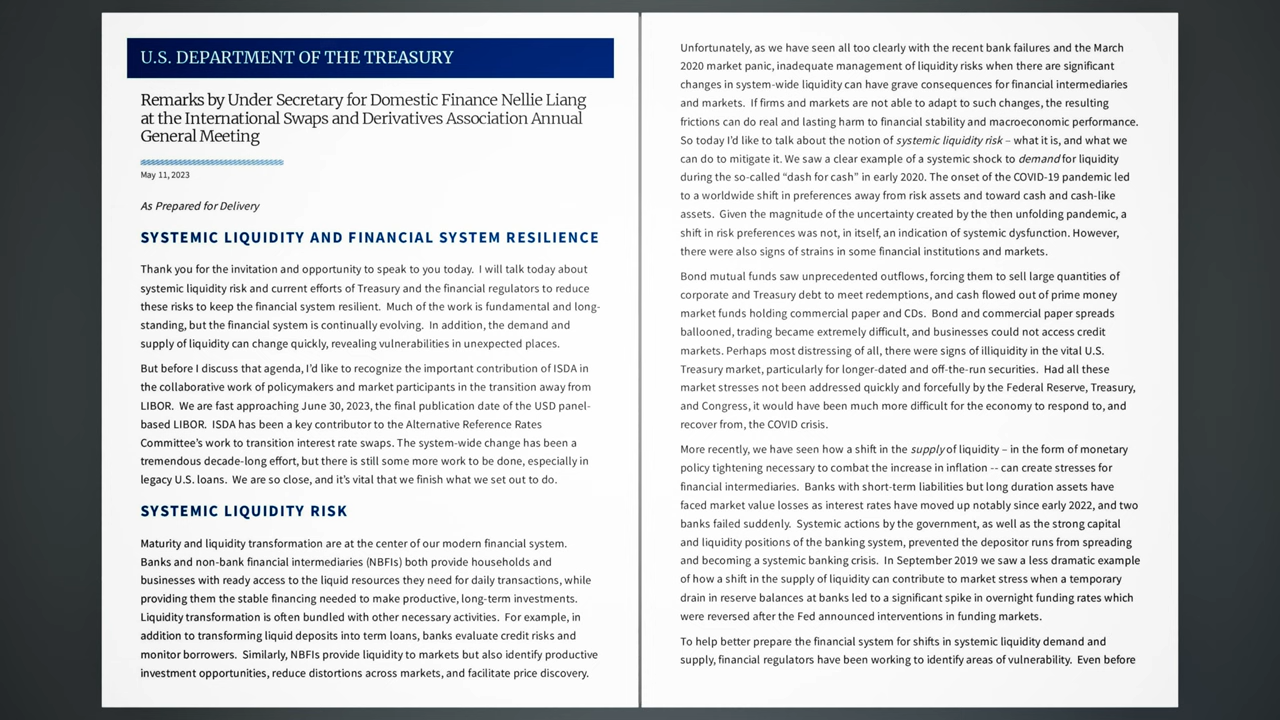 U.S. DEPARTMENT OF THE TREASURY
Remarks by Under Secretary for Domestic Finance Nellie Liang
at the International Swaps and Derivatives Association Annual
General Meeting
May 11, 2023
As Prepared for Delivery
SYSTEMIC LIQUIDITY AND FINANCIAL SYSTEM RESILIENCE
Thank you for the invitation and opportunity to speak to you today. I will talk today about
systemic liquidity risk and current efforts of Treasury and the financial regulators to reduce
these risks to keep the financial system resilient. Much of the work is fundamental and long-
standing, but the financial system is continually evolving. In addition, the demand and
supply of liquidity can change quickly, revealing vulnerabilities in unexpected places.
But before I discuss that agenda, I'd like to recognize the important contribution of ISDA in
the collaborative work of policymakers and market participants in the transition away from
LIBOR. We are fast approaching June 30, 2023, the final publication date of the USD panel-
based LIBOR. ISDA has been a key contributor to the Alternative Reference Rates
Committee's work to transition interest rate swaps. The system-wide change has been a
tremendous decade-long effort, but there is still some more work to be done, especially in
legacy U.S. loans. We are so close, and it's vital that we finish what we set out to do.
SYSTEMIC LIQUIDITY RISK
Maturity and liquidity transformation are at the center of our modern financial system.
Banks and non-bank financial intermediaries (NBFIs) both provide households and
businesses with ready access to the liquid resources they need for daily transactions, while
providing them the stable financing needed to make productive, long-term investments.
Liquidity transformation is often bundled with other necessary activities. For example, in
addition to transforming liquid deposits into term loans, banks evaluate credit risks and
monitor borrowers. Similarly, NBFIs provide liquidity to markets but also identify productive
investment opportunities, reduce distortions across markets, and facilitate price discovery.
Unfortunately, as we have seen all too clearly with the recent bank failures and the March
2020 market panic, inadequate management of liquidity risks when there are significant
changes in system-wide liquidity can have grave consequences for financial intermediaries
and markets. If firms and markets are not able to adapt to such changes, the resulting
frictions can do real and lasting harm to financial stability and macroeconomic performance.
So today I'd like to talk about the notion of systemic liquidity risk – what it is, and what we
can do to mitigate it. We saw a clear example of a systemic shock to demand for liquidity
during the so-called “dash for cash” in early 2020. The onset of the COVID-19 pandemic led
to a worldwide shift in preferences away from risk assets and toward cash and cash-like
assets. Given the magnitude of the uncertainty created by the then unfolding pandemic, a
shift in risk preferences was not, in itself, an indication of systemic dysfunction. However,
there were also signs of strains in some financial institutions and markets.
Bond mutual funds saw unprecedented outflows, forcing them to sell large quantities of
corporate and Treasury debt to meet redemptions, and cash flowed out of prime money
market funds holding commercial paper and CDs. Bond and commercial paper spreads
ballooned, trading became extremely difficult, and businesses could not access credit
markets. Perhaps most distressing of all, there were signs of illiquidity in the vital U.S.
Treasury market, particularly for longer-dated and off-the-run securities. Had all these
market stresses not been addressed quickly and forcefully by the Federal Reserve, Treasury,
and Congress, it would have been much more difficult for the economy to respond to, and
recover from, the COVID crisis.
More recently, we have seen how a shift in the supply of liquidity – in the form of monetary
policy tightening necessary to combat the increase in inflation -- can create stresses for
financial intermediaries. Banks with short-term liabilities but long duration assets have
faced market value losses as interest rates have moved up notably since early 2022, and two
banks failed suddenly. Systemic actions by the government, as well as the strong capital
and liquidity positions of the banking system, prevented the depositor runs from spreading
and becoming a systemic banking crisis. In September 2019 we saw a less dramatic example
of how a shift in the supply of liquidity can contribute to market stress when a temporary
drain in reserve balances at banks led to a significant spike in overnight funding rates which
were reversed after the Fed announced interventions in funding markets.
To help better prepare the financial system for shifts in systemic liquidity demand and
supply, financial regulators have been working to identify areas of vulnerability. Even before